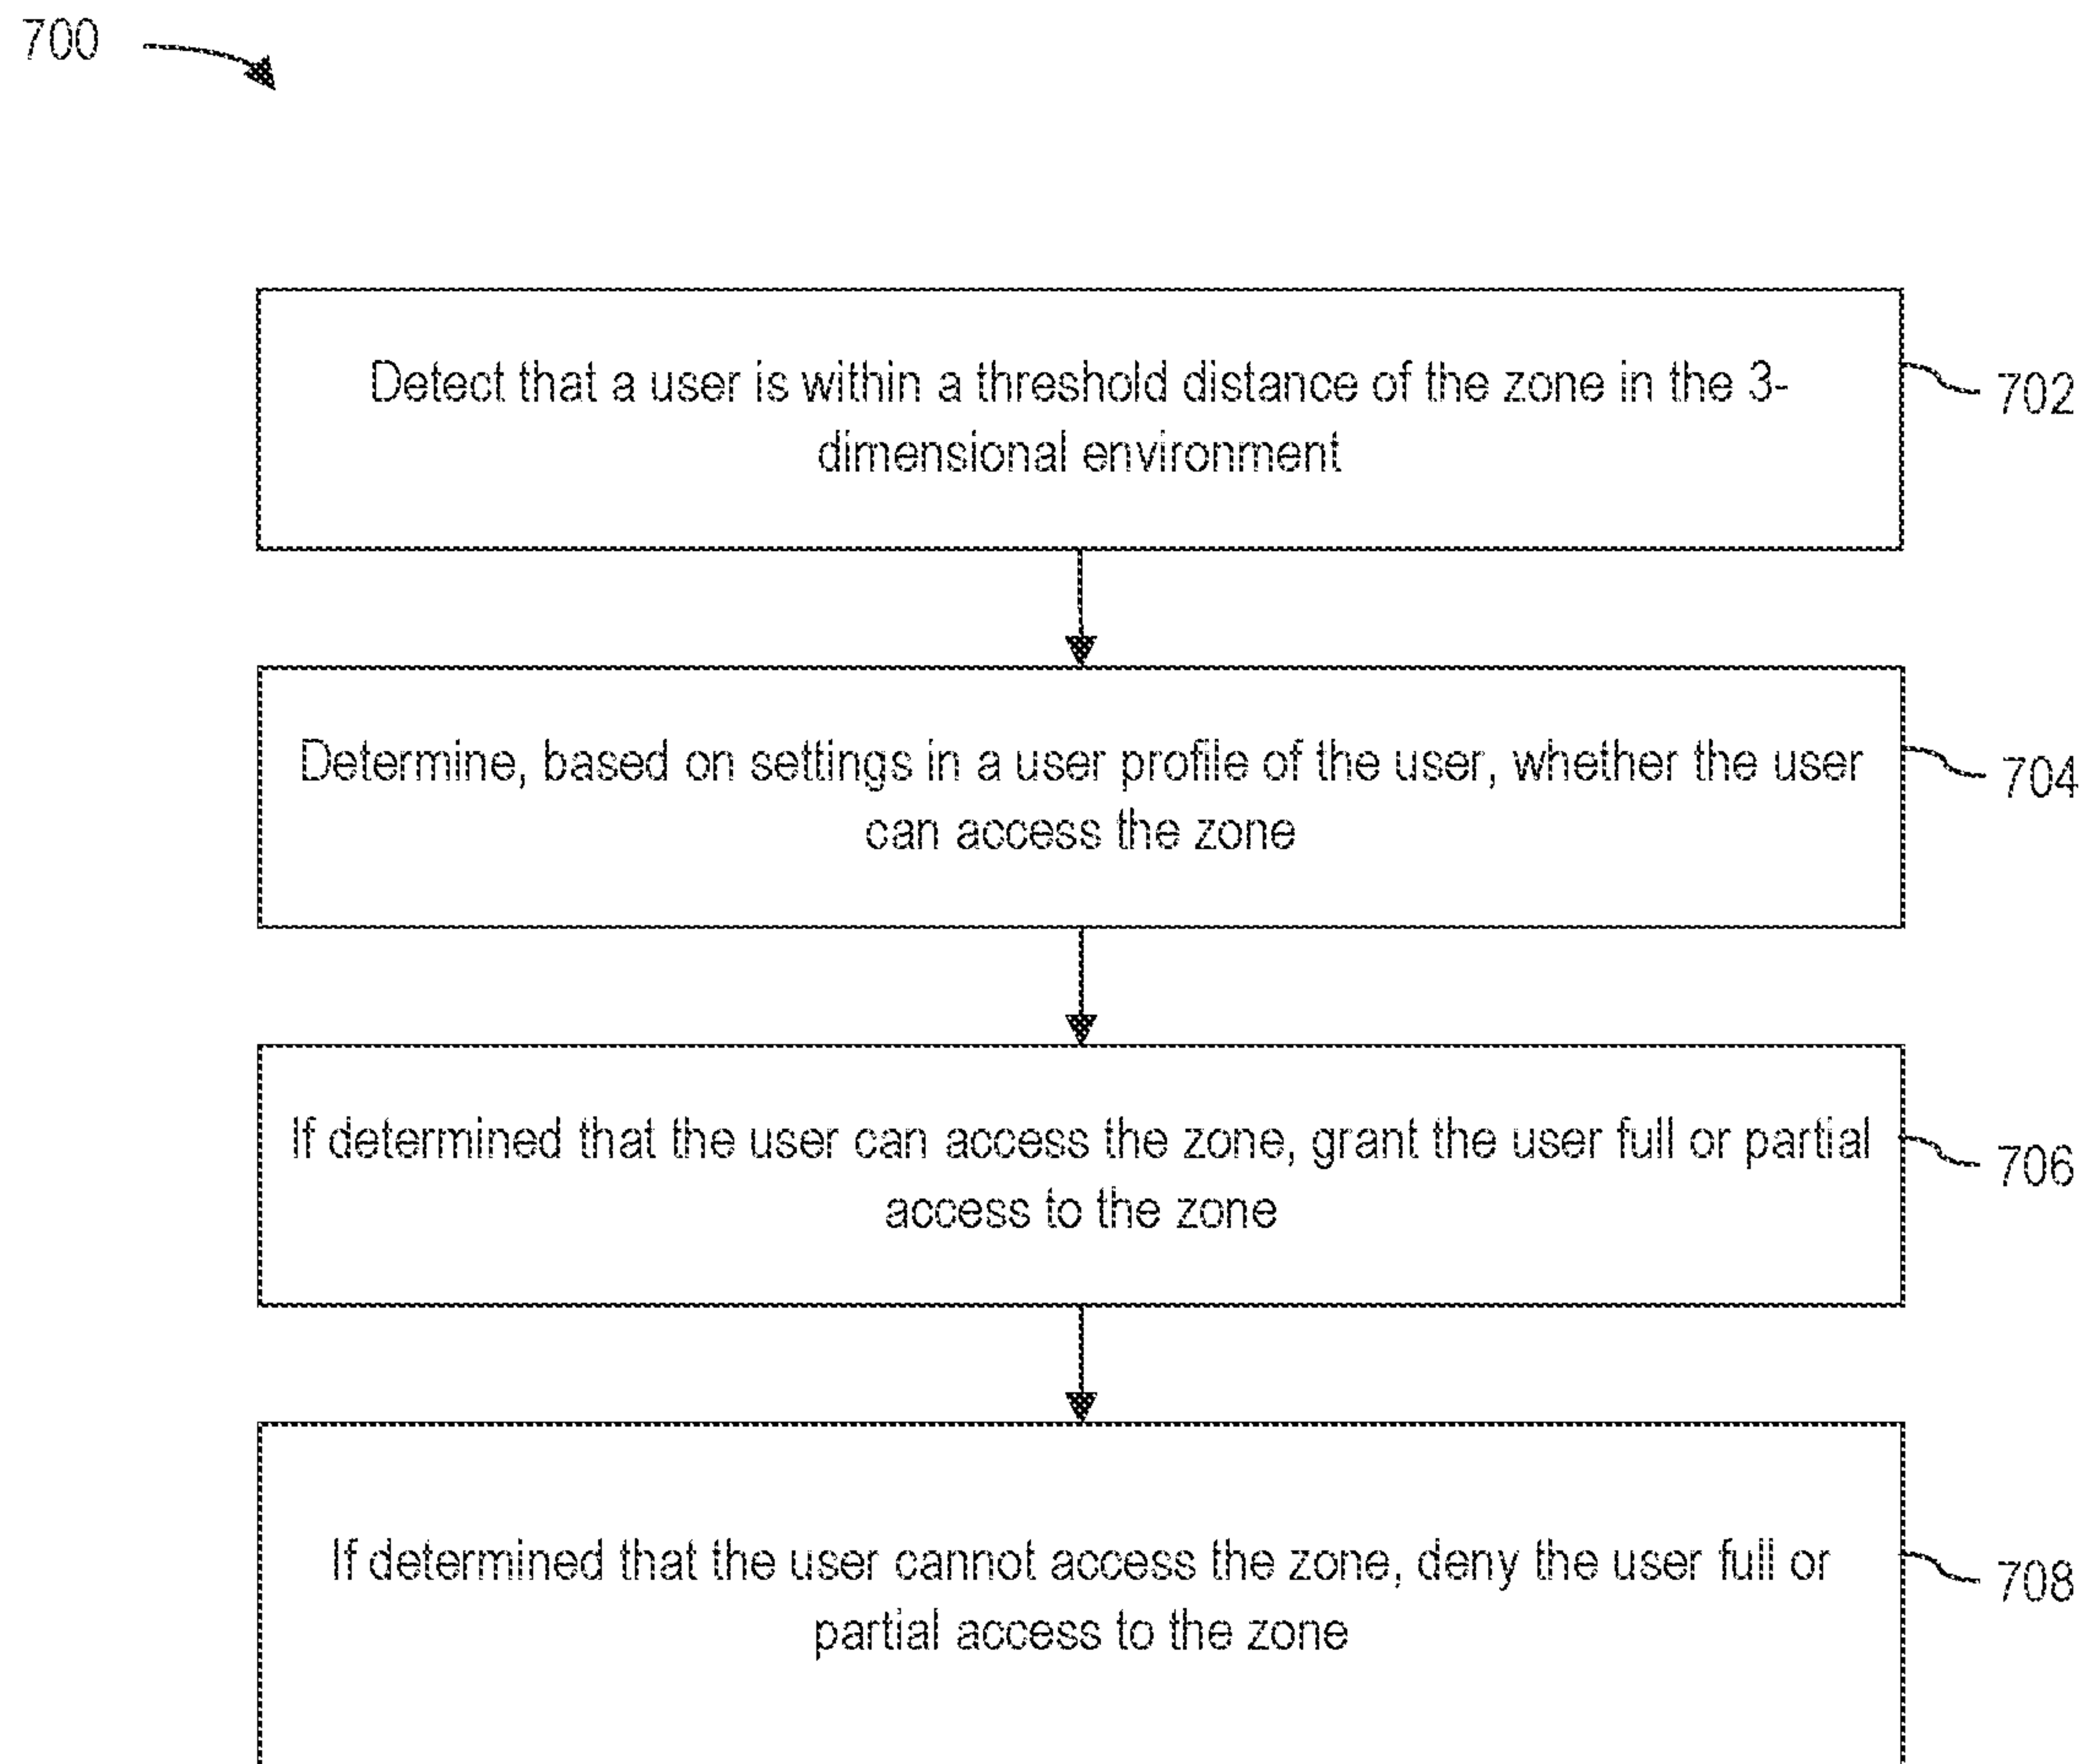 700
Detect that a user is within a threshold distance of the zone in the 3-
dimensional environment
702
Determine, based on settings in a user profile of the user, whether the user
can access the zone
704
If determined that the user can access the zone, grant the user full or partial
access to the zone
706
If determined that the user cannot access the zone, deny the user full or
partial access to the zone
708